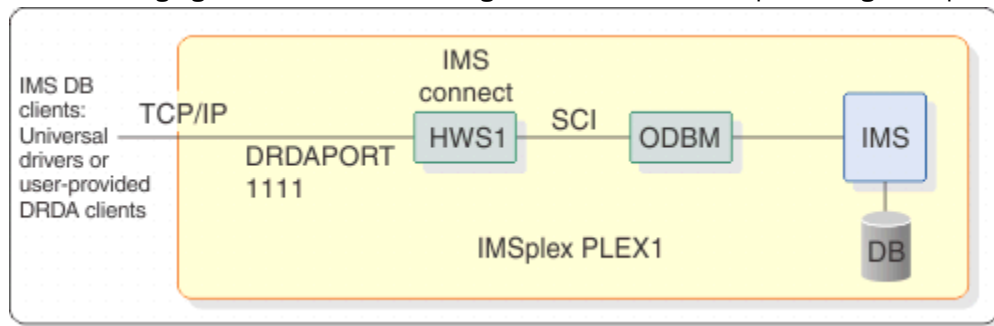 IMS DB
clients:
Universal
drivers or
user-provided
DRDA clients
TCP/IP
DRDAPORT
1111
IMS
connect
HWS1
SCI
ODBM
IMS
DB
IMSplex PLEX1